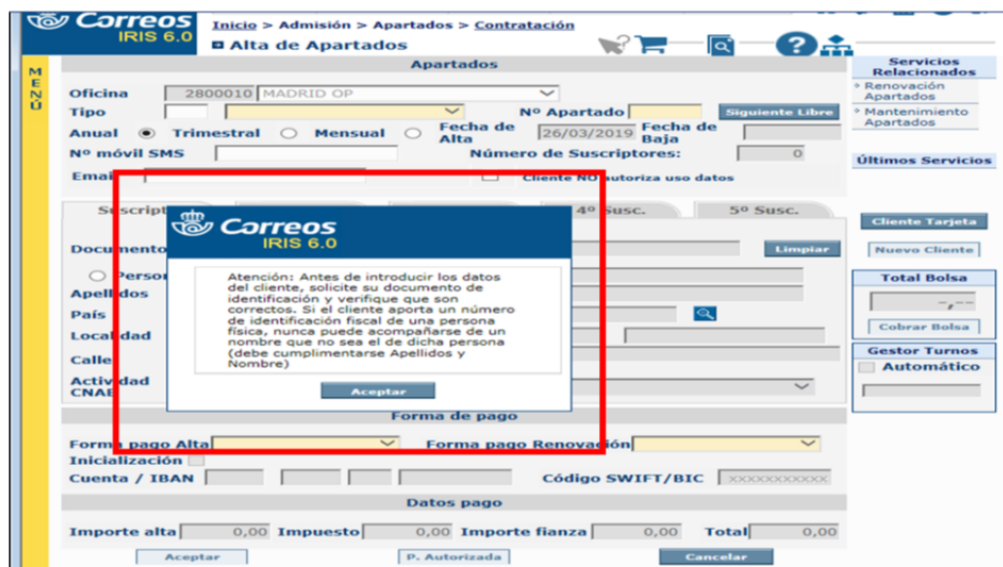 Correos
IRIS 6.0
Inicio > Admisión > Apartados > Contratación
Alta de Apartados
MENÚ
Apartados
Oficina 2800010 MADRID OP
Tipo Nº Apartado Siguiente Libre
Anual Trimestral Mensual Fecha de Alta 26/03/2019 Fecha de Baja
Nº móvil SMS Número de Suscriptores: 0
Email Cliente NO autoriza uso datos
4º Susc. 5º Susc.
Documento Limpiar
Apellidos
País
Localidad
Calle
Actividad
CNAE
Correos
IRIS 6.0
Atención: Antes de introducir los datos
del cliente, solicite su documento de
identificación y verifique que son
correctos. Si el cliente aporta un número
de identificación fiscal de una persona
física, nunca puede acompañarse de un
nombre que no sea el de dicha persona
(debe cumplimentarse Apellidos y
Nombre)
Aceptar
Forma de pago
Forma pago Alta Forma pago Renovación
Inicialización
Cuenta / IBAN Código SWIFT/BIC xxxxxxxxxxx
Datos pago
Importe alta 0,00 Impuesto 0,00 Importe fianza 0,00 Total 0,00
Aceptar P. Autorizada Cancelar
Servicios
Relacionados
Renovación
Apartados
Mantenimiento
Apartados
Últimos Servicios
Cliente Tarjeta
Nuevo Cliente
Total Bolsa
-,--
Cobrar Bolsa
Gestor Turnos
Automático